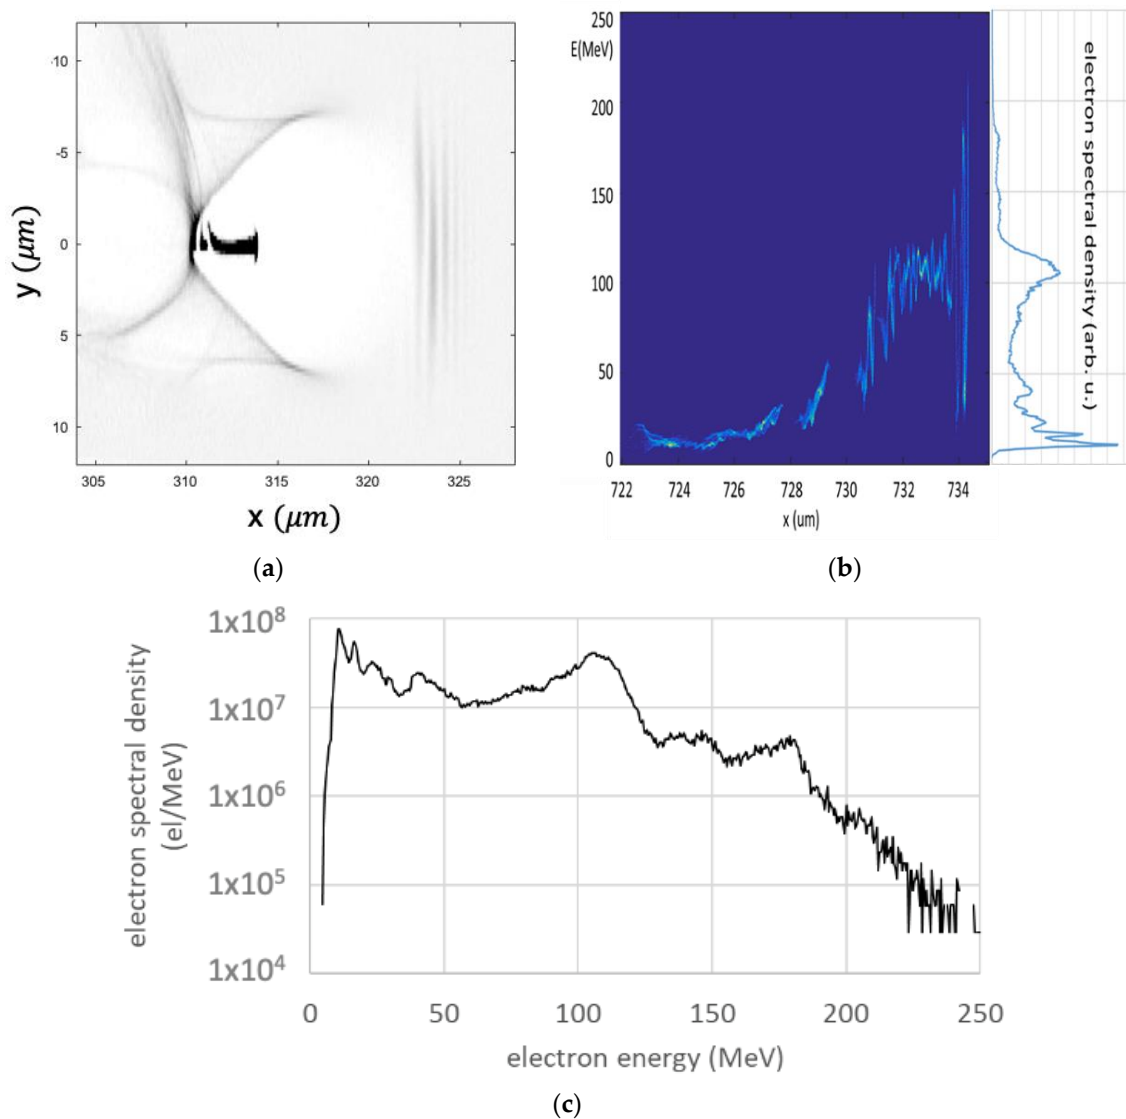 -10
-5
0
5
10
y (μm)
305
310
315
320
325
x (μm)
(a)
250
E(MeV)
200
150
100
50
0
722
724
726
728
730
732
734
x (um)
electron spectral density (arb. u.)
(b)
1x10⁸
1x10⁷
1x10⁶
1x10⁵
1x10⁴
electron spectral density
(el/MeV)
0
50
100
150
200
250
electron energy (MeV)
(c)